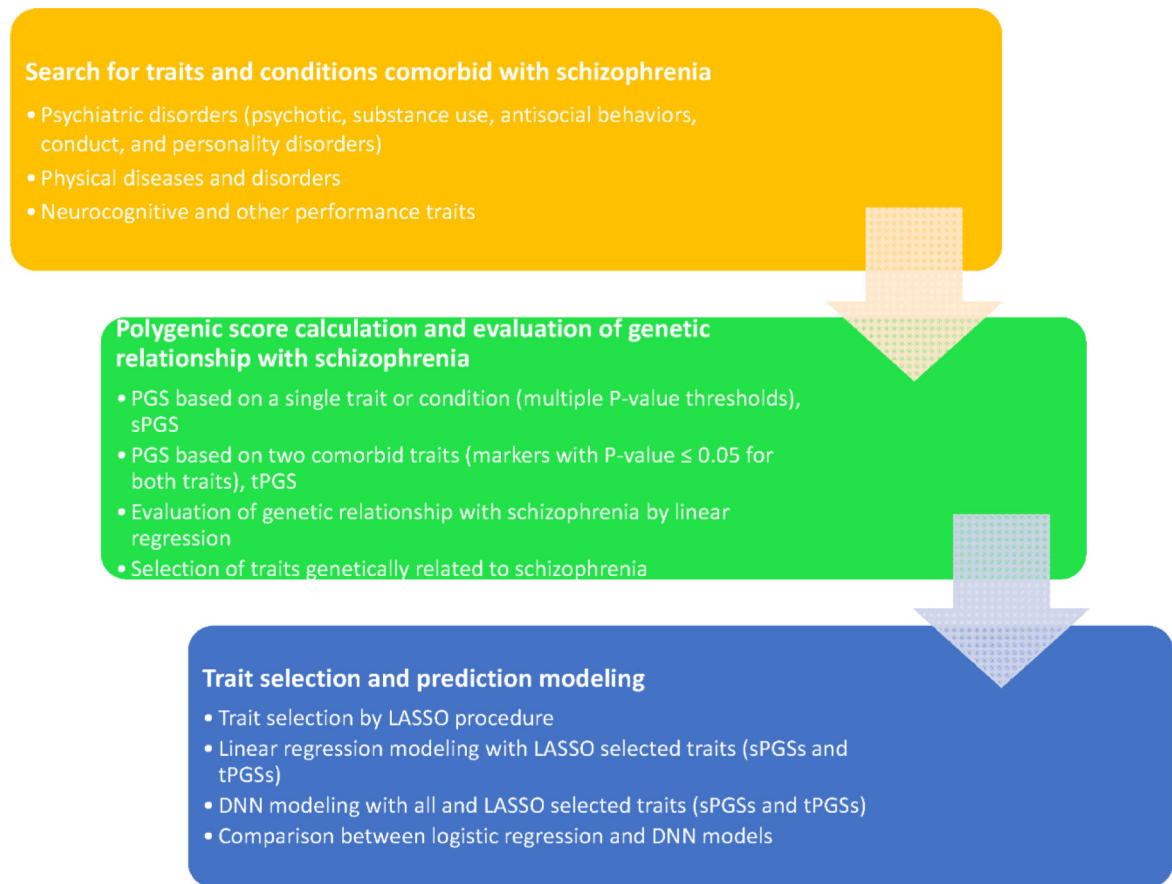 Search for traits and conditions comorbid with schizophrenia
• Psychiatric disorders (psychotic, substance use, antisocial behaviors,
conduct, and personality disorders)
• Physical diseases and disorders
• Neurocognitive and other performance traits
Polygenic score calculation and evaluation of genetic
relationship with schizophrenia
• PGS based on a single trait or condition (multiple P-value thresholds),
sPGS
• PGS based on two comorbid traits (markers with P-value ≤ 0.05 for
both traits), tPGS
• Evaluation of genetic relationship with schizophrenia by linear
regression
• Selection of traits genetically related to schizophrenia
Trait selection and prediction modeling
• Trait selection by LASSO procedure
• Linear regression modeling with LASSO selected traits (sPGSs and
tPGSs)
• DNN modeling with all and LASSO selected traits (sPGSs and tPGSs)
• Comparison between logistic regression and DNN models